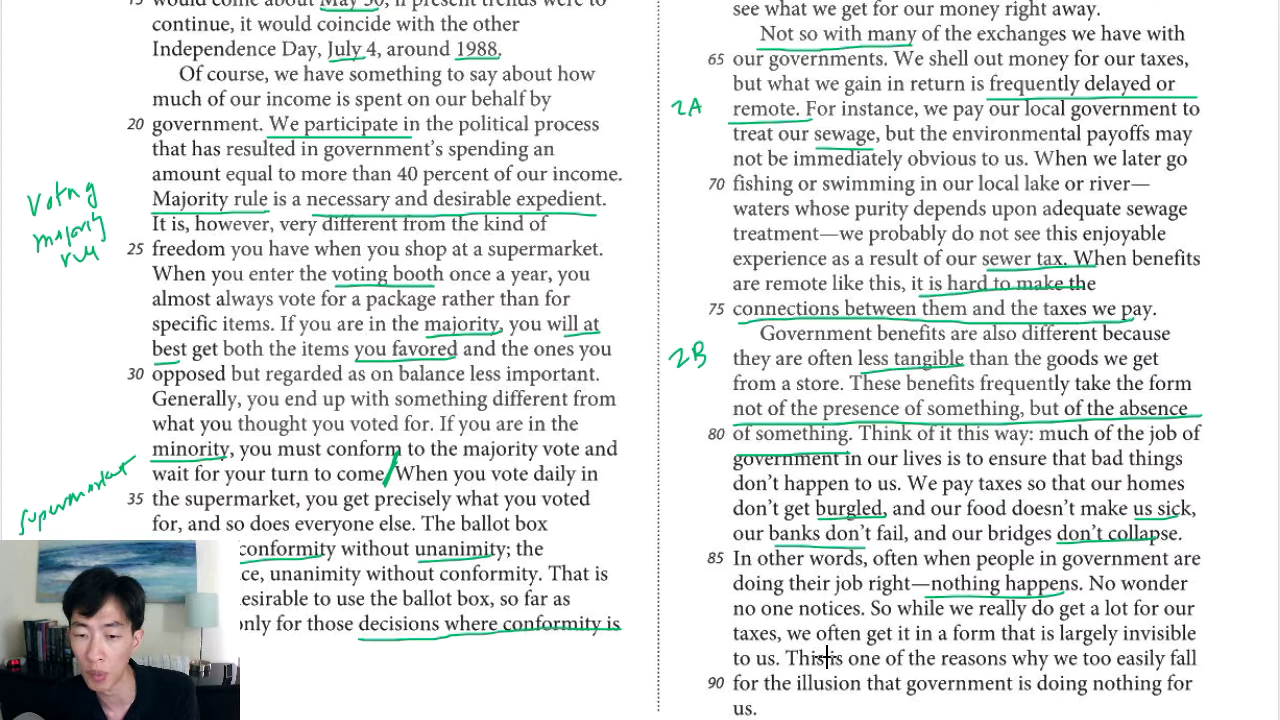 15 would come about May 30, if present trends were to
continue, it would coincide with the other
Independence Day, July 4, around 1988.
Of course, we have something to say about how
much of our income is spent on our behalf by
20 government. We participate in the political process
that has resulted in government's spending an
amount equal to more than 40 percent of our income.
Majority rule is a necessary and desirable expedient.
It is, however, very different from the kind of
25 freedom you have when you shop at a supermarket.
When you enter the voting booth once a year, you
almost always vote for a package rather than for
specific items. If you are in the majority, you will at
best get both the items you favored and the ones you
30 opposed but regarded as on balance less important.
Generally, you end up with something different from
what you thought you voted for. If you are in the
minority, you must conform to the majority vote and
wait for your turn to come. When you vote daily in
35 the supermarket, you get precisely what you voted
for, and so does everyone else. The ballot box
conformity without unanimity; the
ce, unanimity without conformity. That is
esirable to use the ballot box, so far as
only for those decisions where conformity is
Voting
majority
rule
supermarket
see what we get for our money right away.
Not so with many of the exchanges we have with
65 our governments. We shell out money for our taxes,
but what we gain in return is frequently delayed or
2A remote. For instance, we pay our local government to
treat our sewage, but the environmental payoffs may
not be immediately obvious to us. When we later go
70 fishing or swimming in our local lake or river—
waters whose purity depends upon adequate sewage
treatment—we probably do not see this enjoyable
experience as a result of our sewer tax. When benefits
are remote like this, it is hard to make the
75 connections between them and the taxes we pay.
Government benefits are also different because
2B they are often less tangible than the goods we get
from a store. These benefits frequently take the form
not of the presence of something, but of the absence
80 of something. Think of it this way: much of the job of
government in our lives is to ensure that bad things
don't happen to us. We pay taxes so that our homes
don't get burgled, and our food doesn't make us sick,
our banks don't fail, and our bridges don't collapse.
85 In other words, often when people in government are
doing their job right—nothing happens. No wonder
no one notices. So while we really do get a lot for our
taxes, we often get it in a form that is largely invisible
to us. This is one of the reasons why we too easily fall
90 for the illusion that government is doing nothing for
us.